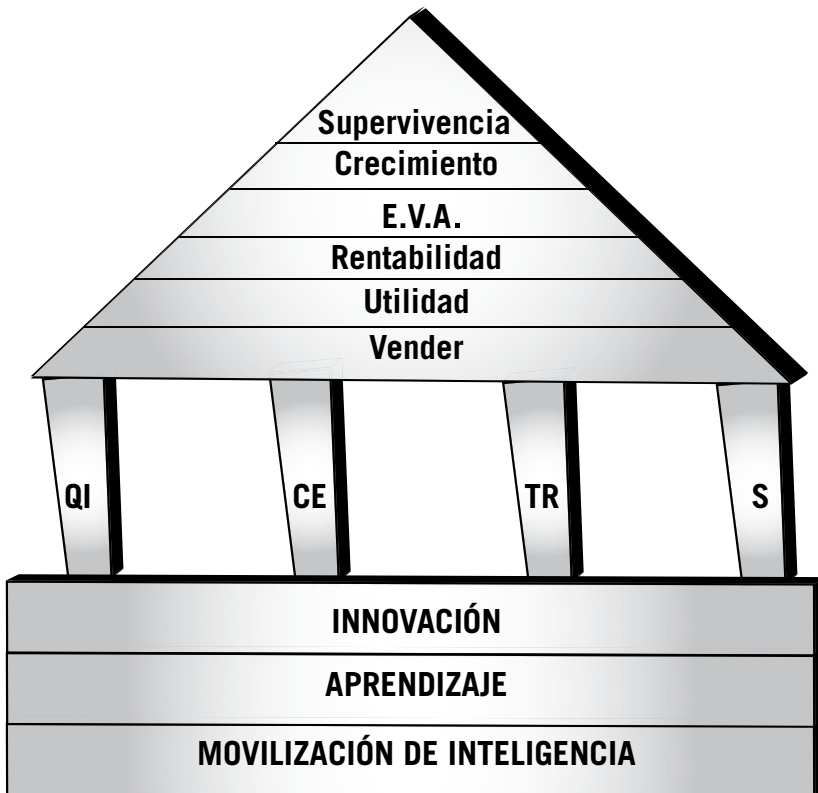 Supervivencia
Crecimiento
E.V.A.
Rentabilidad
Utilidad
Vender
QI CE TR S
INNOVACIÓN
APRENDIZAJE
MOVILIZACIÓN DE INTELIGENCIA